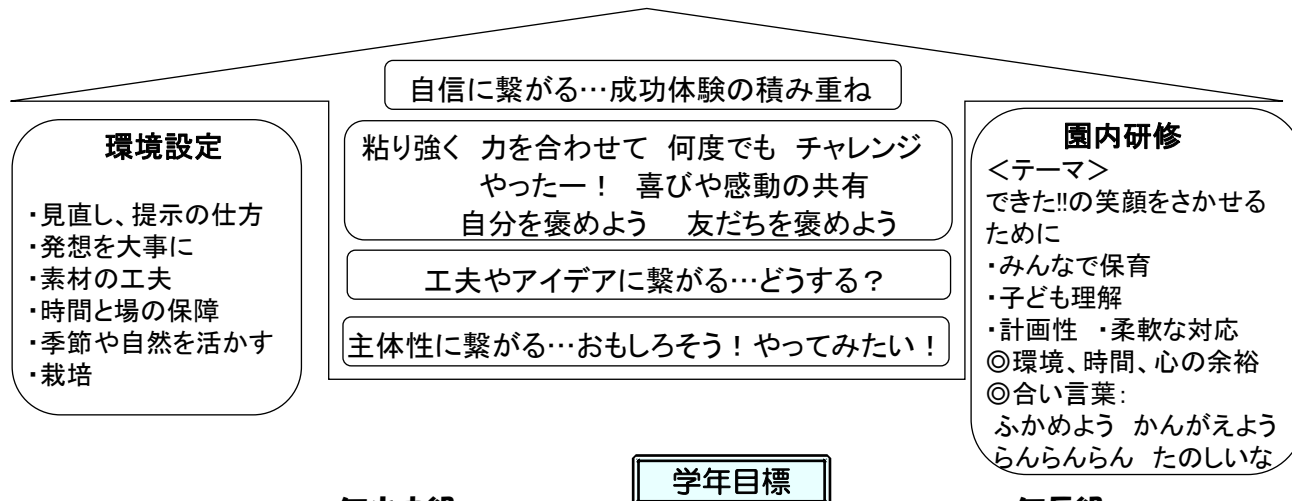 自信に繋がる…成功体験の積み重ね
環境設定
・見直し、提示の仕方
・発想を大事に
・素材の工夫
・時間と場の保障
・季節や自然を活かす
・栽培
粘り強く 力を合わせて 何度でも チャレンジ
やったー！ 喜びや感動の共有
自分を褒めよう 友だちを褒めよう
工夫やアイデアに繋がる…どうする？
主体性に繋がる…おもしろそう！やってみたい！
園内研修
＜テーマ＞
できた!!の笑顔をさかせる
ために
・みんなで保育
・子ども理解
・計画性 ・柔軟な対応
◎環境、時間、心の余裕
◎合い言葉：
ふかめよう かんがえよう
らんらんらん たのしいな
学年目標